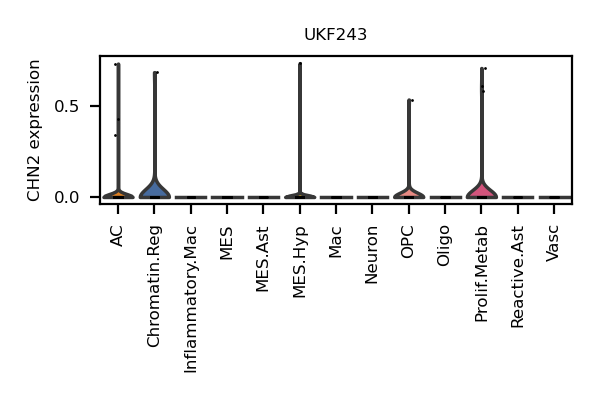 UKF243
CHN2 expression
0.5
0.0
AC
Chromatin.Reg
Inflammatory.Mac
MES
MES.Ast
MES.Hyp
Mac
Neuron
OPC
Oligo
Prolif.Metab
Reactive.Ast
Vasc